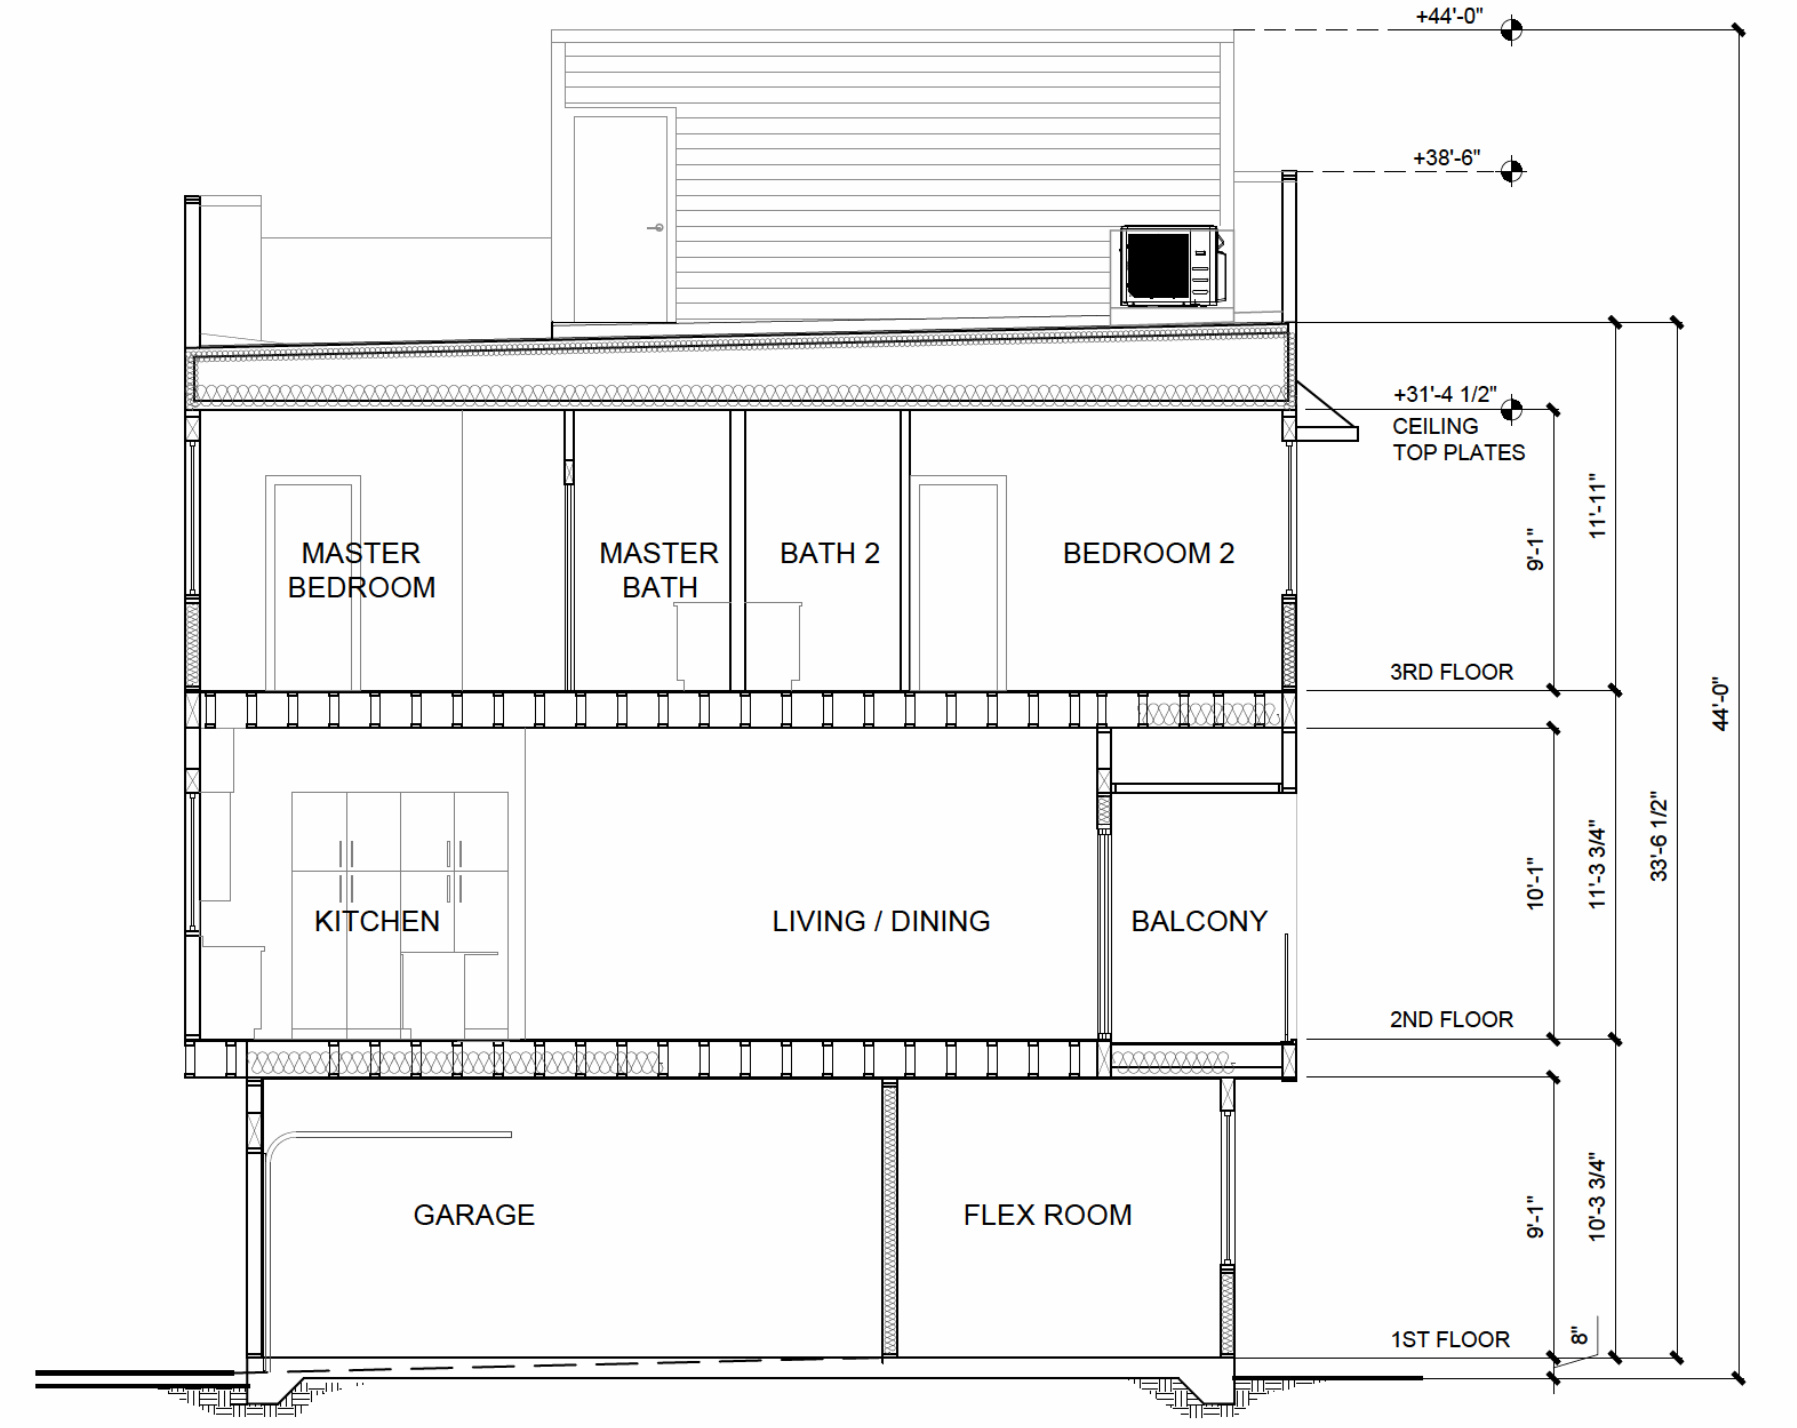 +44'-0"
+38'-6"
+31'-4 1/2"
CEILING
TOP PLATES
9'-1"
11'-11"
MASTER
BEDROOM
MASTER
BATH
BATH 2
BEDROOM 2
3RD FLOOR
44'-0"
33'-6 1/2"
10'-1"
11'-3 3/4"
KITCHEN
LIVING / DINING
BALCONY
2ND FLOOR
GARAGE
FLEX ROOM
9'-1"
10'-3 3/4"
1ST FLOOR
8"